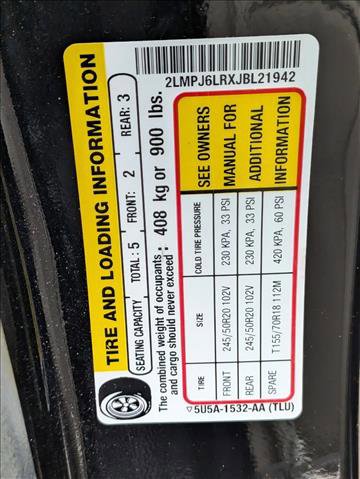 2LMPJ6LRXJBL21942
TIRE AND LOADING INFORMATION
SEATING CAPACITY TOTAL: 5 FRONT: 2 REAR: 3
The combined weight of occupants
and cargo should never exceed : 408 kg or 900 lbs.
TIRE SIZE COLD TIRE PRESSURE SEE OWNERS
FRONT 245/50R20 102V 230 KPA, 33 PSI MANUAL FOR
REAR 245/50R20 102V 230 KPA, 33 PSI ADDITIONAL
SPARE T155/70R18 112M 420 KPA, 60 PSI INFORMATION
5U5A-1532-AA (TLU)